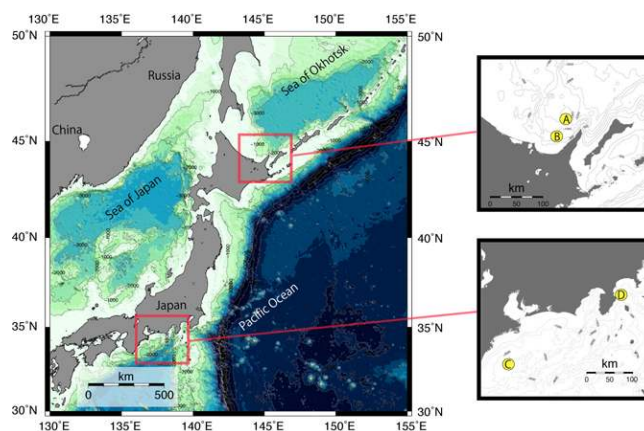 130°E 135°E 140°E 145°E 150°E 155°E
50°N 50°N
Russia
Sea of Okhotsk
China
45°N 45°N
A
B
km
0 50 100
Sea of Japan
40°N 40°N
Japan
Pacific Ocean
35°N 35°N
D
C
km
0 50 100
km
0 500
30°N 30°N
130°E 135°E 140°E 145°E 150°E 155°E